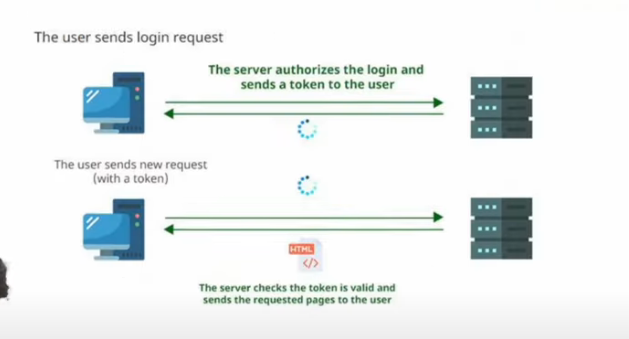 The user sends login request
The server authorizes the login and
sends a token to the user
The user sends new request
(with a token)
HTML
</>
The server checks the token is valid and
sends the requested pages to the user